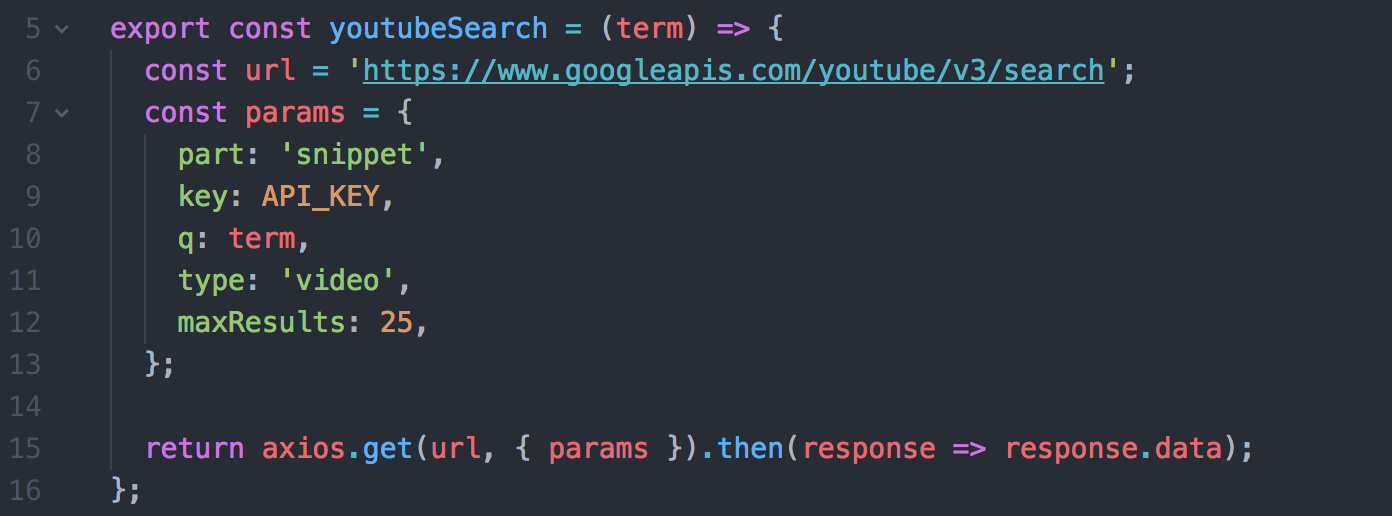 5 export const youtubeSearch = (term) => {
6   const url = 'https://www.googleapis.com/youtube/v3/search';
7   const params = {
8     part: 'snippet',
9     key: API_KEY,
10     q: term,
11     type: 'video',
12     maxResults: 25,
13   };
14
15   return axios.get(url, { params }).then(response => response.data);
16 };